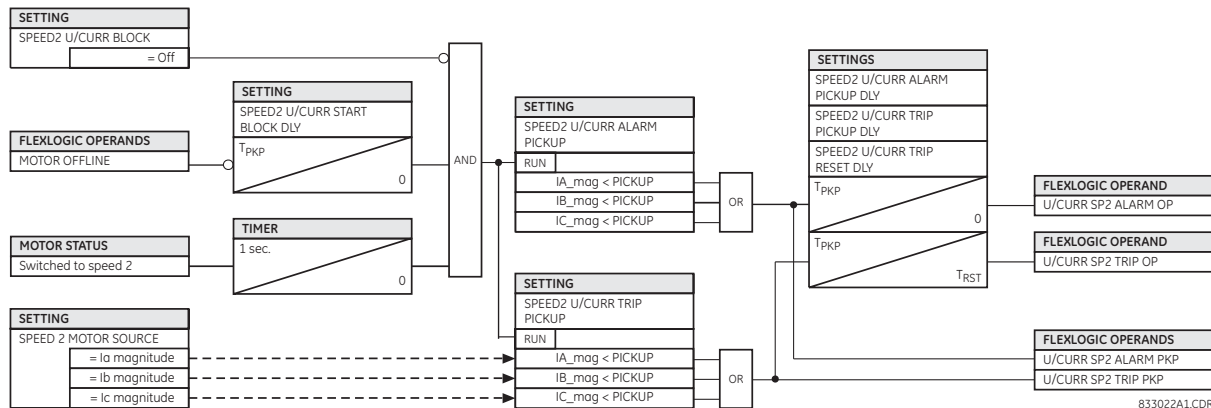 SETTING
SPEED2 U/CURR BLOCK
= Off
SETTING
SPEED2 U/CURR START
BLOCK DLY
TPKP
0
FLEXLOGIC OPERANDS
MOTOR OFFLINE
MOTOR STATUS
Switched to speed 2
TIMER
1 sec.
0
SETTING
SPEED 2 MOTOR SOURCE
= Ia magnitude
= Ib magnitude
= Ic magnitude
AND
SETTING
SPEED2 U/CURR ALARM
PICKUP
RUN
IA_mag < PICKUP
IB_mag < PICKUP
IC_mag < PICKUP
OR
SETTING
SPEED2 U/CURR TRIP
PICKUP
RUN
IA_mag < PICKUP
IB_mag < PICKUP
IC_mag < PICKUP
OR
SETTINGS
SPEED2 U/CURR ALARM
PICKUP DLY
SPEED2 U/CURR TRIP
PICKUP DLY
SPEED2 U/CURR TRIP
RESET DLY
TPKP
0
TPKP
TRST
FLEXLOGIC OPERAND
U/CURR SP2 ALARM OP
FLEXLOGIC OPERAND
U/CURR SP2 TRIP OP
FLEXLOGIC OPERANDS
U/CURR SP2 ALARM PKP
U/CURR SP2 TRIP PKP
833022A1.CDR